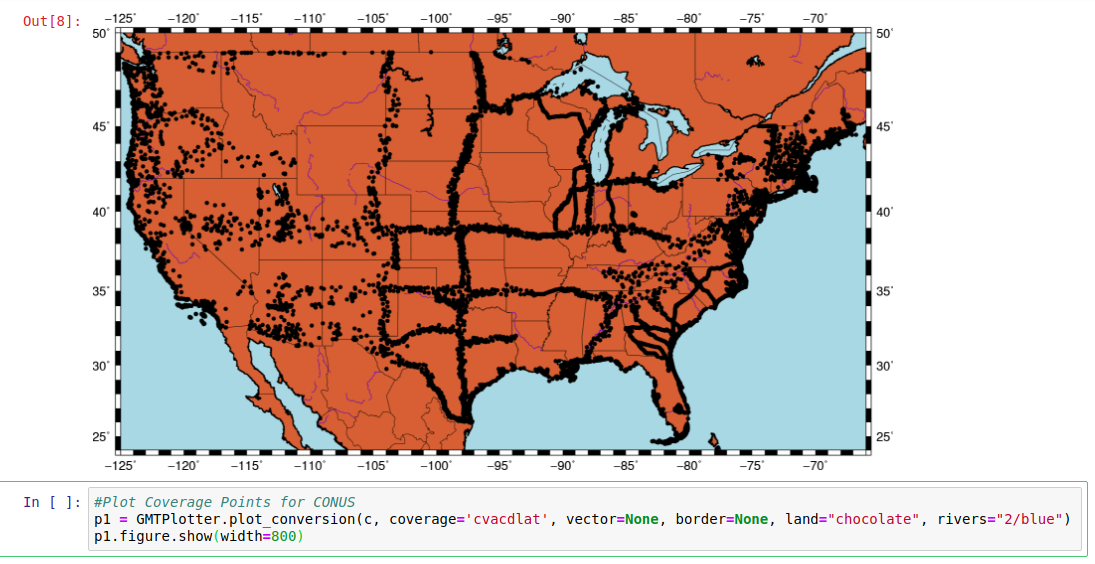 Out[8]:
−125° −120° −115° −110° −105° −100° −95° −90° −85° −80° −75° −70°
50° 50°
45° 45°
40° 40°
35° 35°
30° 30°
25° 25°
−125° −120° −115° −110° −105° −100° −95° −90° −85° −80° −75° −70°
In [ ]: #Plot Coverage Points for CONUS
p1 = GMTPlotter.plot_conversion(c, coverage='cvacdlat', vector=None, border=None, land="chocolate", rivers="2/blue")
p1.figure.show(width=800)